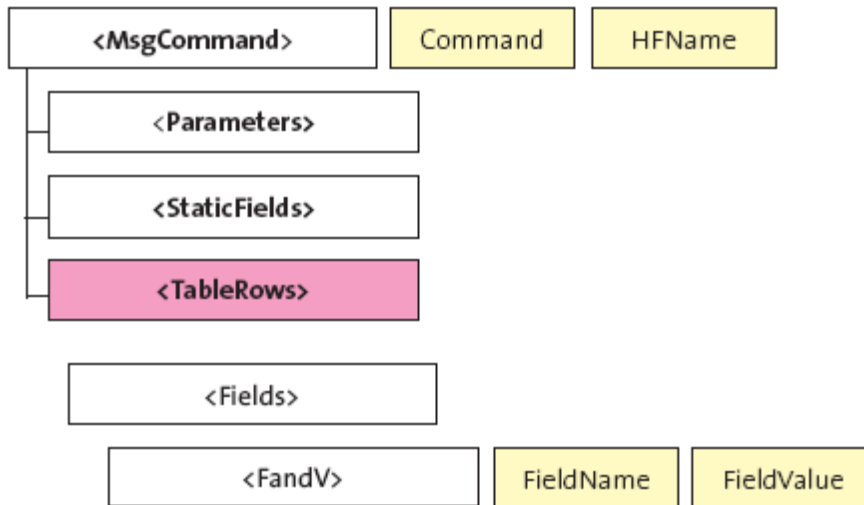 <MsgCommand> Command HFName
<Parameters>
<StaticFields>
<TableRows>
<Fields>
<FandV> FieldName FieldValue